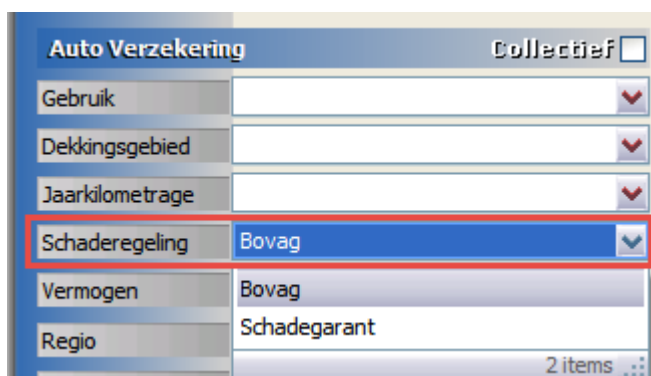 Auto Verzekering Collectief
Gebruik
Dekkingsgebied
Jaarkilometrage
Schaderegeling Bovag
Vermogen Bovag
Regio Schadegarant
2 items